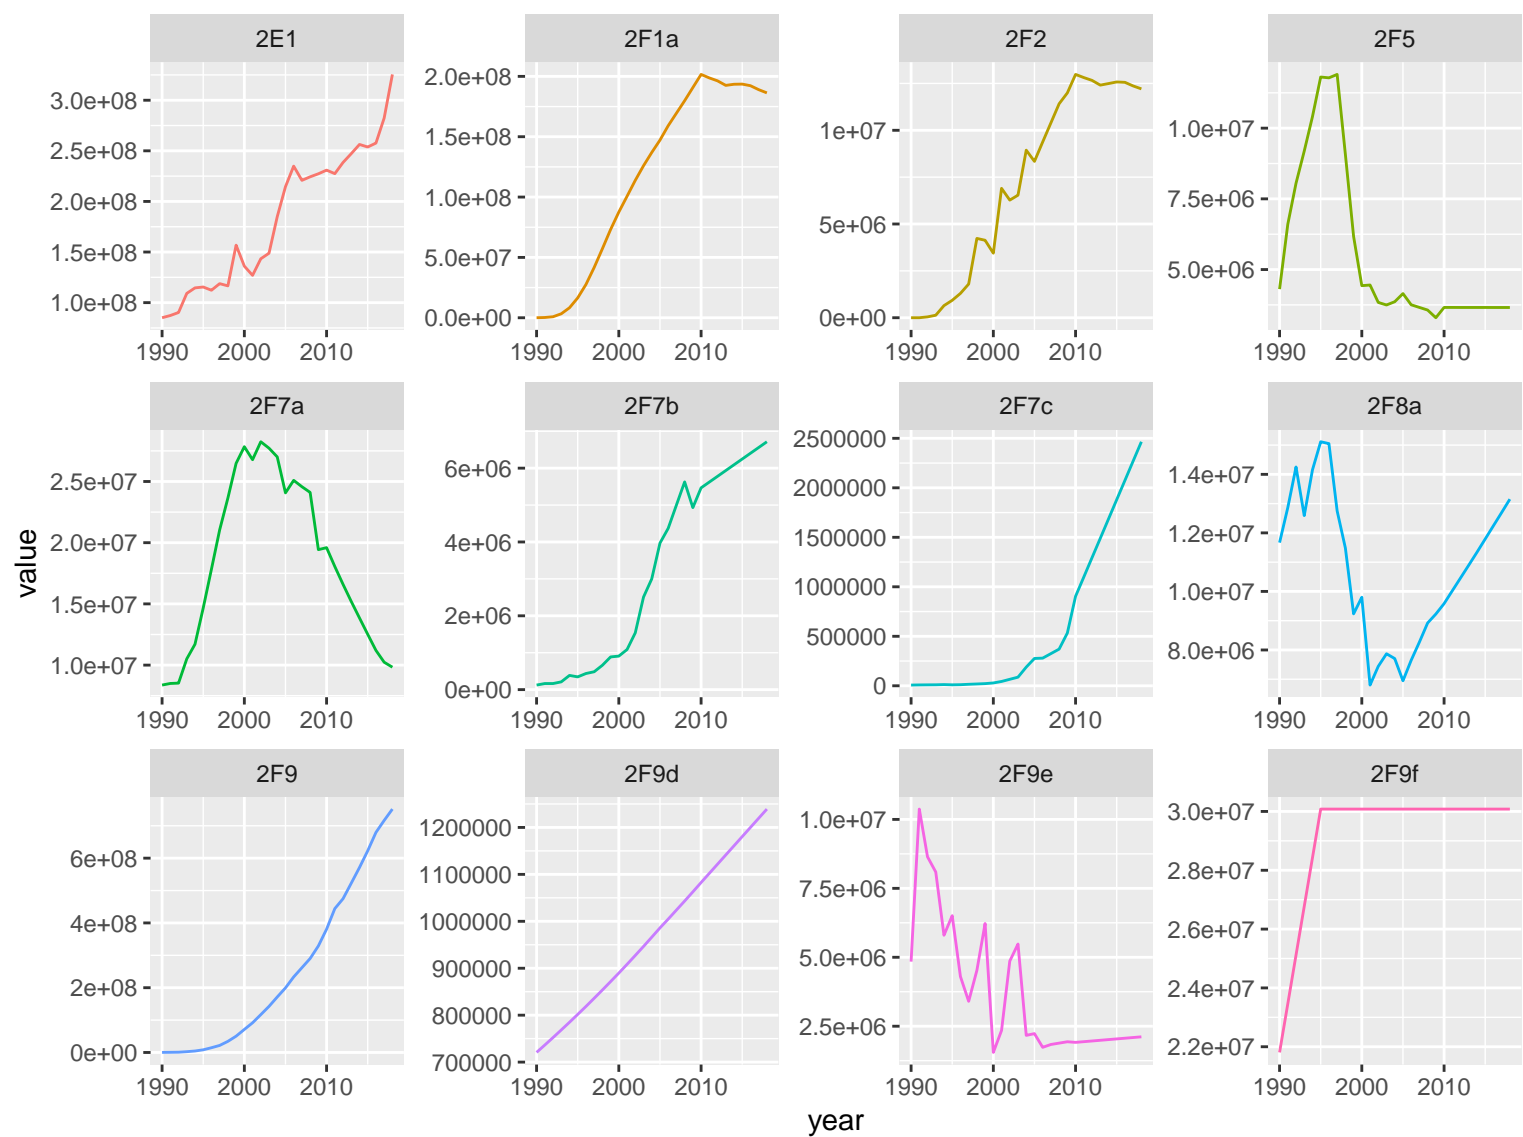 2E1 2F1a 2F2 2F5
3.0e+08
2.5e+08
2.0e+08
1.5e+08
1.0e+08
1990 2000 2010
2.0e+08
1.5e+08
1.0e+08
5.0e+07
0.0e+00
1990 2000 2010
1e+07
5e+06
0e+00
1990 2000 2010
1.0e+07
7.5e+06
5.0e+06
1990 2000 2010
2F7a 2F7b 2F7c 2F8a
2.5e+07
2.0e+07
1.5e+07
1.0e+07
1990 2000 2010
6e+06
4e+06
2e+06
0e+00
1990 2000 2010
2500000
2000000
1500000
1000000
500000
0
1990 2000 2010
1.4e+07
1.2e+07
1.0e+07
8.0e+06
1990 2000 2010
2F9 2F9d 2F9e 2F9f
6e+08
4e+08
2e+08
0e+00
1990 2000 2010
1200000
1100000
1000000
900000
800000
700000
1990 2000 2010
1.0e+07
7.5e+06
5.0e+06
2.5e+06
1990 2000 2010
3.0e+07
2.8e+07
2.6e+07
2.4e+07
2.2e+07
1990 2000 2010
value
year